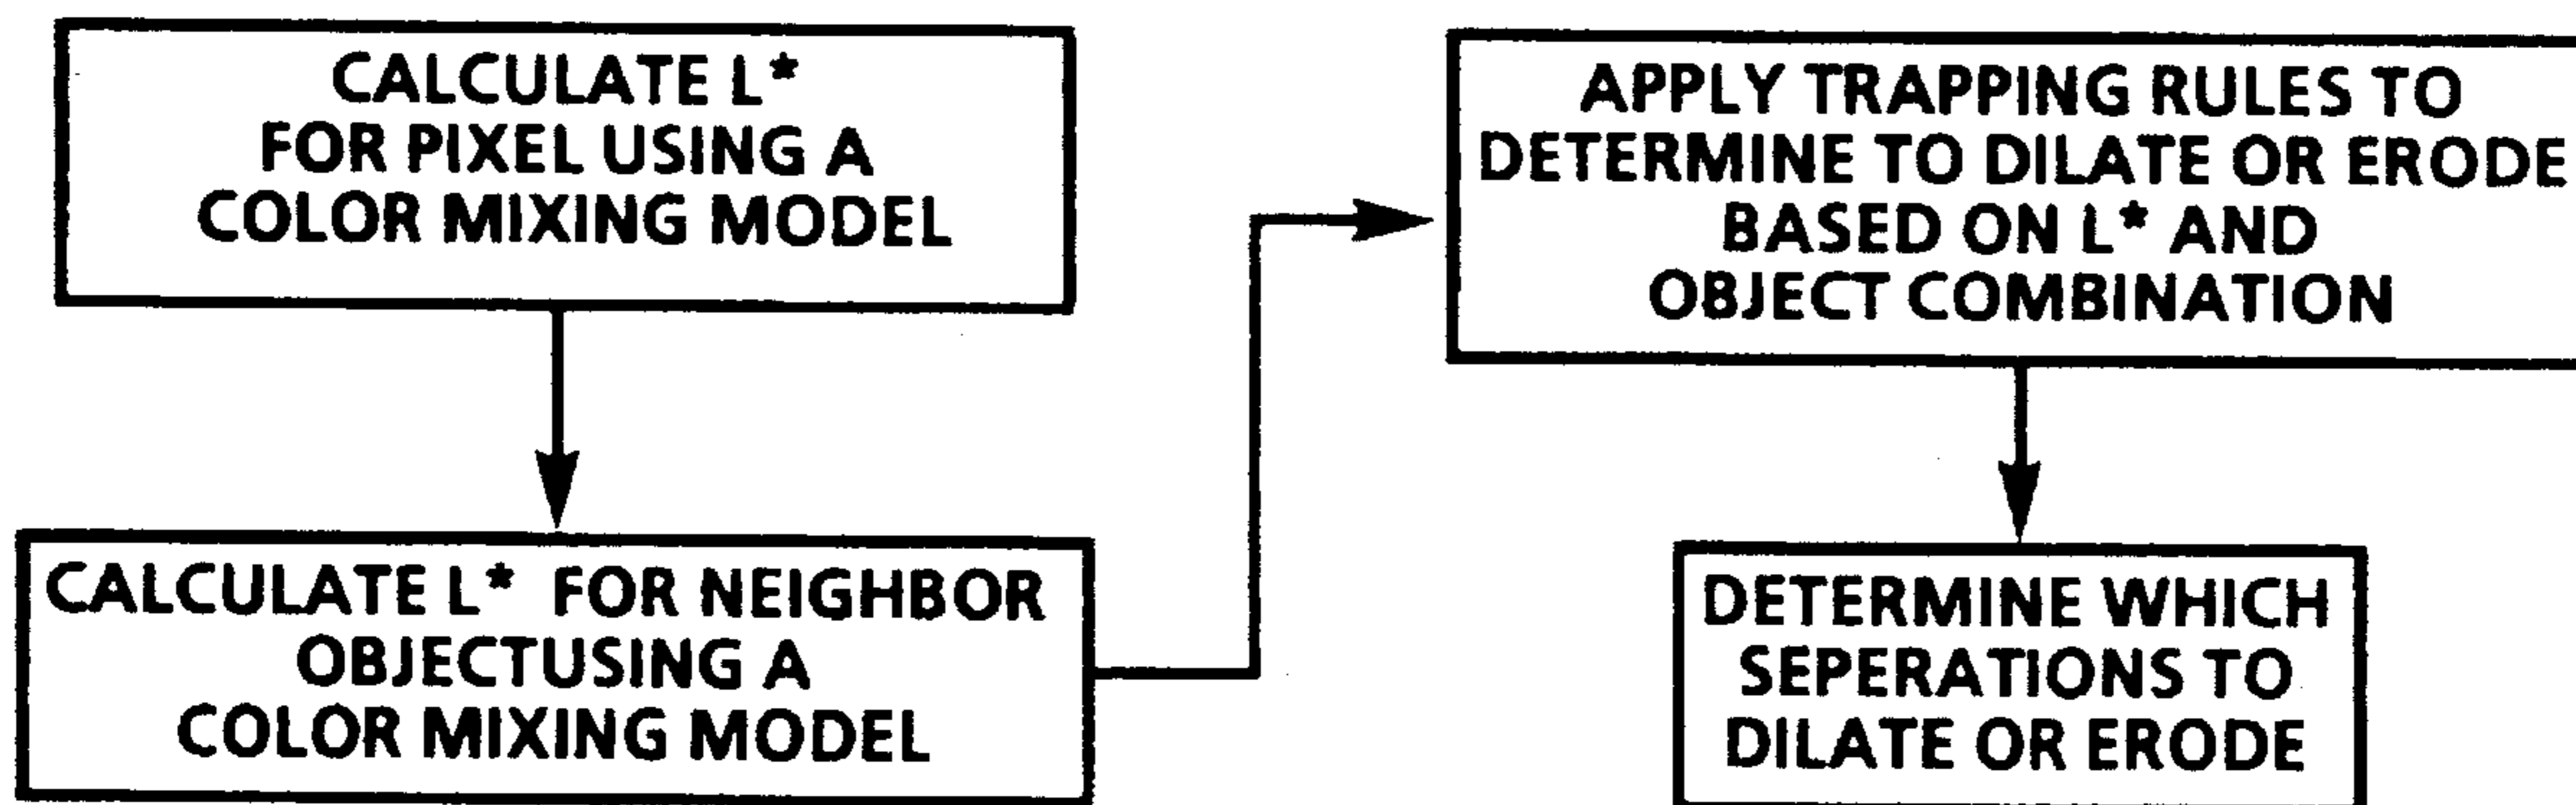 CALCULATE L*
FOR PIXEL USING A
COLOR MIXING MODEL
CALCULATE L* FOR NEIGHBOR
OBJECTUSING A
COLOR MIXING MODEL
APPLY TRAPPING RULES TO
DETERMINE TO DILATE OR ERODE
BASED ON L* AND
OBJECT COMBINATION
DETERMINE WHICH
SEPERATIONS TO
DILATE OR ERODE